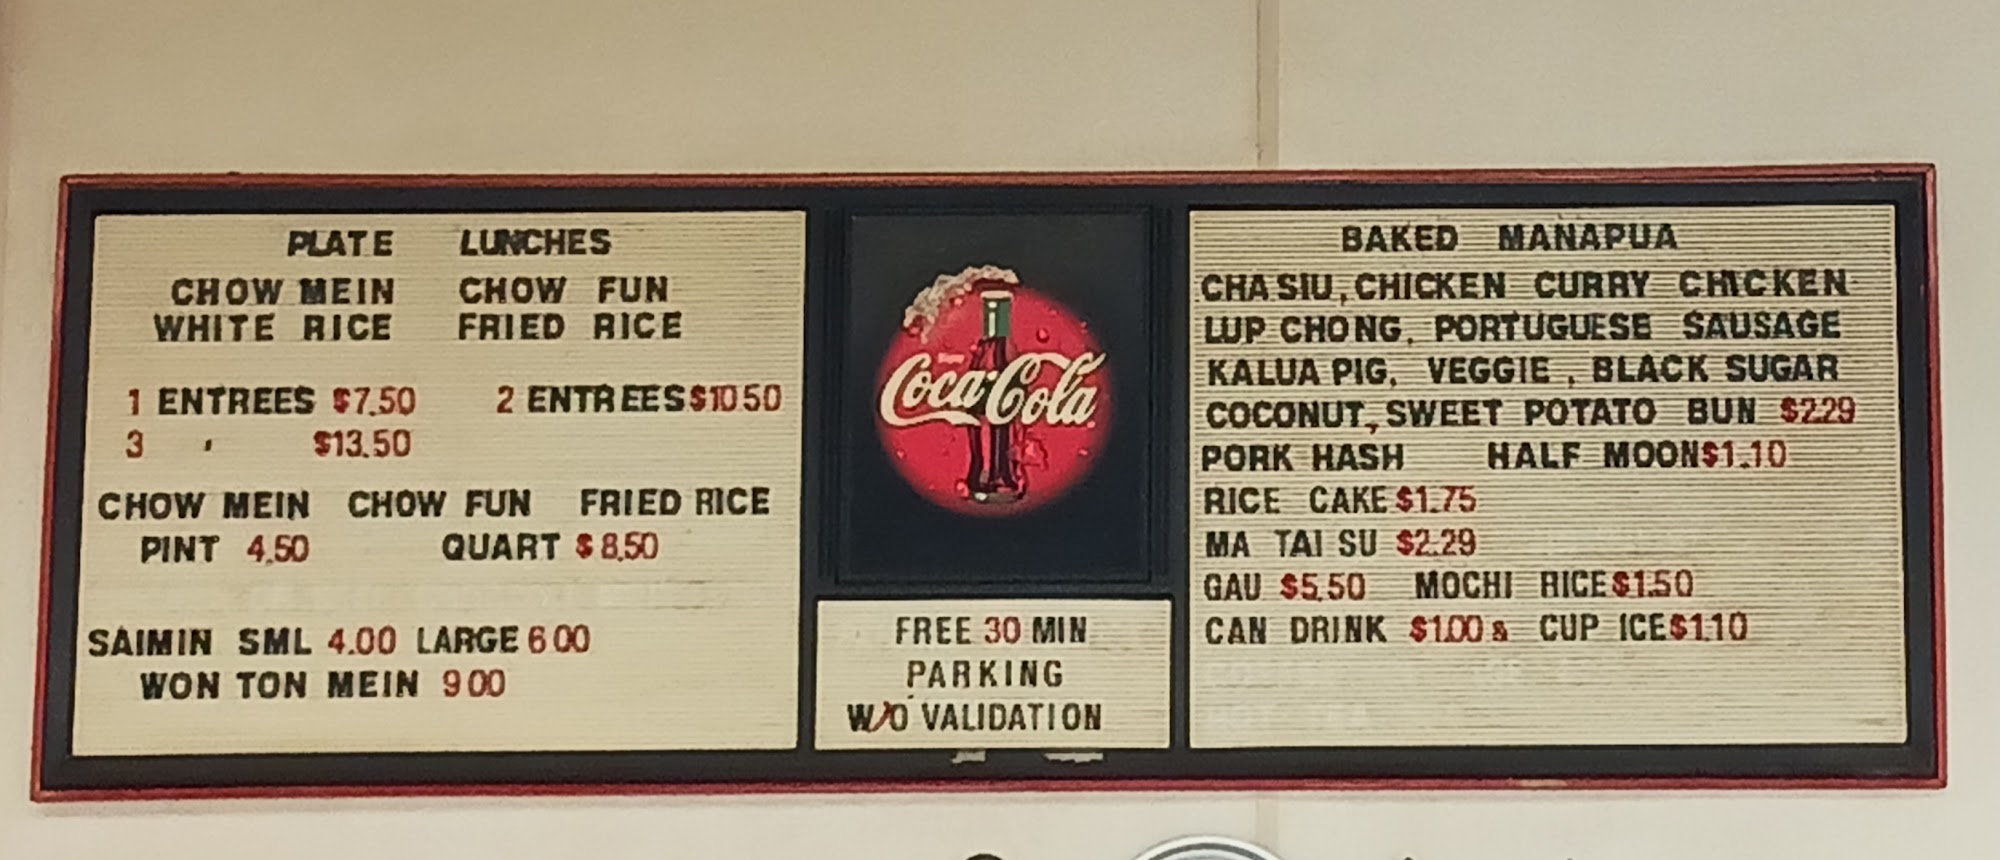 PLATE LUNCHES
CHOW MEIN CHOW FUN
WHITE RICE FRIED RICE
1 ENTREES $7.50 2 ENTREES $10.50
3 " $13.50
CHOW MEIN CHOW FUN FRIED RICE
PINT 4.50 QUART $8.50
SAIMIN SML 4.00 LARGE 6 00
WON TON MEIN 9 00
Enjoy
Coca-Cola
FREE 30 MIN
PARKING
W/O VALIDATION
BAKED MANAPUA
CHA SIU, CHICKEN CURRY CHICKEN
LUP CHONG, PORTUGUESE SAUSAGE
KALUA PIG, VEGGIE, BLACK SUGAR
COCONUT, SWEET POTATO BUN $2.29
PORK HASH HALF MOON $1.10
RICE CAKE $1.75
MA TAI SU $2.29
GAU $5.50 MOCHI RICE $1.50
CAN DRINK $1.00 & CUP ICE $1.10